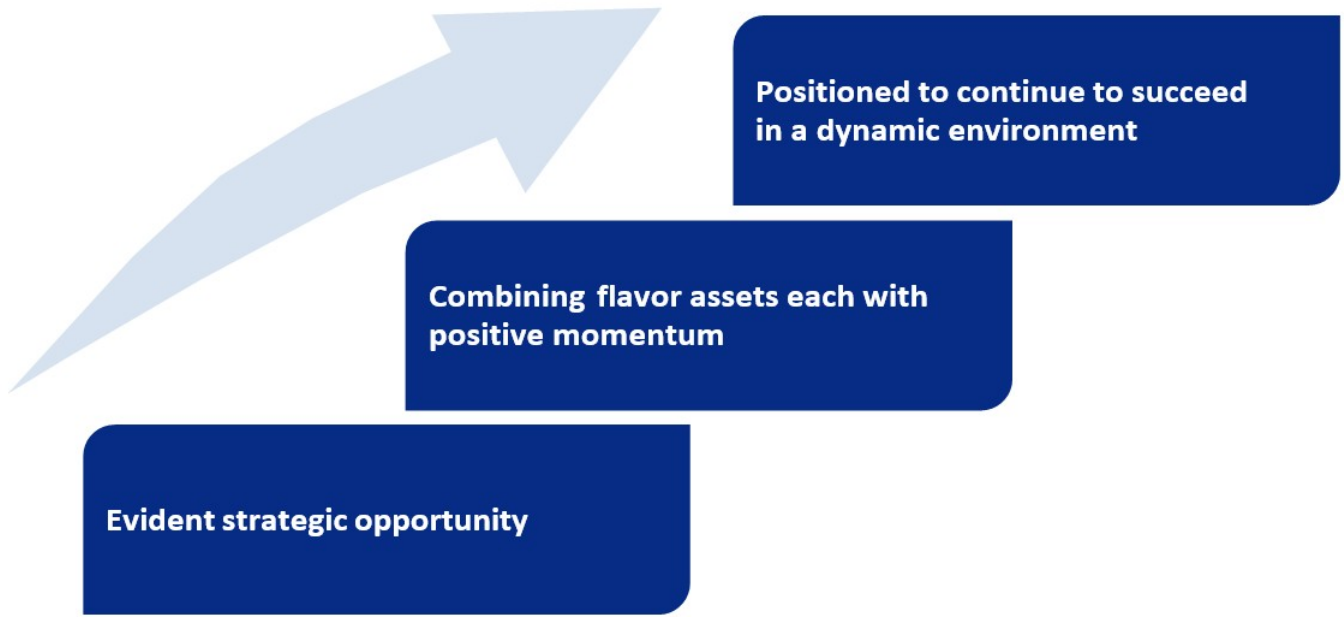 Positioned to continue to succeed
in a dynamic environment
Combining flavor assets each with
positive momentum
Evident strategic opportunity